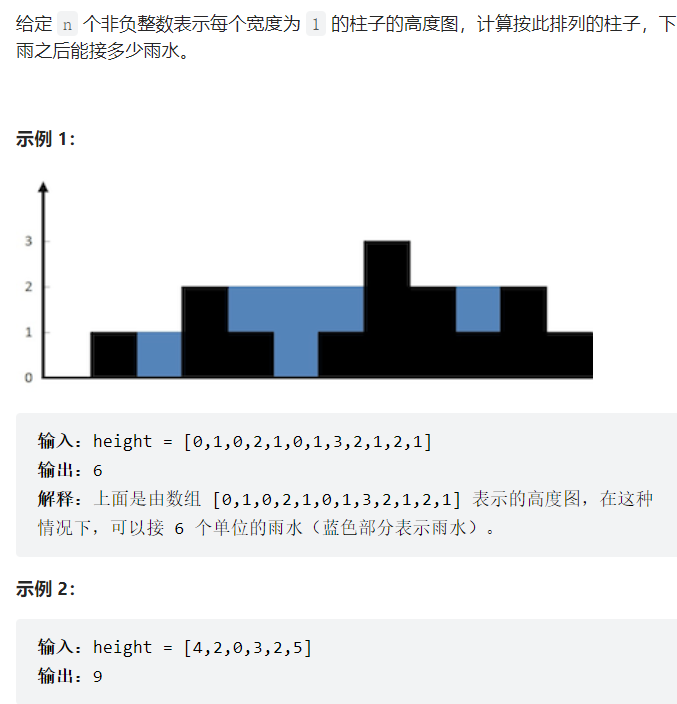 给定 n 个非负整数表示每个宽度为 1 的柱子的高度图，计算按此排列的柱子，下
雨之后能接多少雨水。
示例 1：
3
2
1
0
输入：height = [0,1,0,2,1,0,1,3,2,1,2,1]
输出：6
解释：上面是由数组 [0,1,0,2,1,0,1,3,2,1,2,1] 表示的高度图，在这种
情况下，可以接 6 个单位的雨水（蓝色部分表示雨水）。
示例 2：
输入：height = [4,2,0,3,2,5]
输出：9